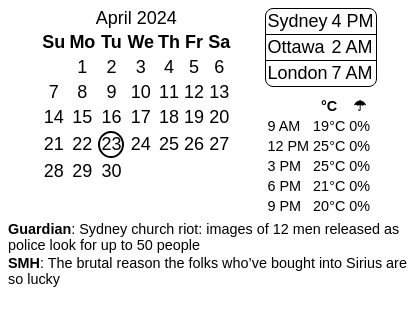 April 2024
Su Mo Tu We Th Fr Sa
1 2 3 4 5 6
7 8 9 10 11 12 13
14 15 16 17 18 19 20
21 22 23 24 25 26 27
28 29 30
Sydney 4 PM
Ottawa 2 AM
London 7 AM
°C ☂
9 AM 19°C 0%
12 PM 25°C 0%
3 PM 25°C 0%
6 PM 21°C 0%
9 PM 20°C 0%
Guardian: Sydney church riot: images of 12 men released as
police look for up to 50 people
SMH: The brutal reason the folks who’ve bought into Sirius are
so lucky